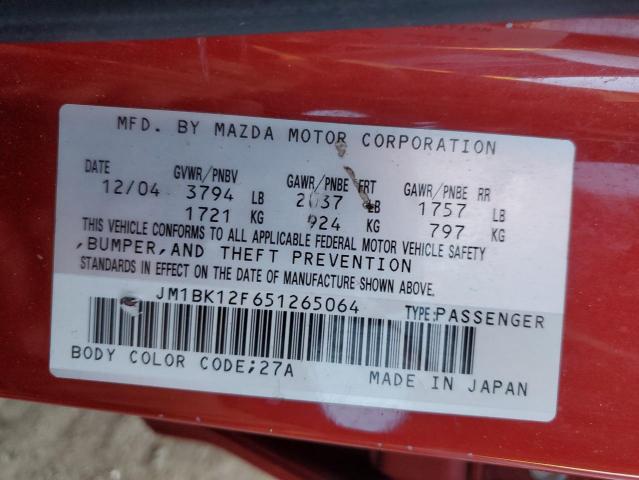 MFD. BY MAZDA MOTOR CORPORATION
DATE GVWR/PNBV GAWR/PNBE FRT GAWR/PNBE RR
12/04 3794 LB 2037 LB 1757 LB
1721 KG 924 KG 797 KG
THIS VEHICLE CONFORMS TO ALL APPLICABLE FEDERAL MOTOR VEHICLE SAFETY
,BUMPER,AND THEFT PREVENTION
STANDARDS IN EFFECT ON THE DATE OF MANUFACTURE SHOWN ABOVE.
JM1BK12F651265064 TYPE:PASSENGER
BODY COLOR CODE;27A MADE IN JAPAN